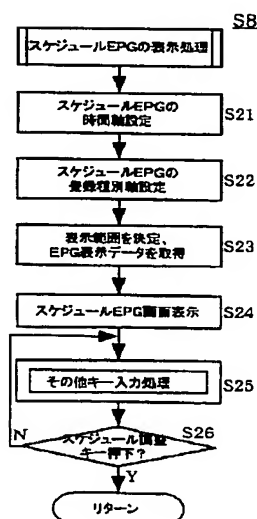 S8
スケジュールEPGの表示処理
スケジュールEPGの
時間軸設定
S21
スケジュールEPGの
登録種別軸設定
S22
表示範囲を決定、
EPG表示データを取得
S23
スケジュールEPG画面表示
S24
その他キー入力処理
S25
スケジュール調整
キー押下?
S26
N
Y
リターン